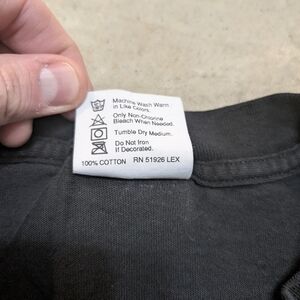 Machine Wash Warm
in Like Colors.
Only Non-Chlorine
Bleach When Needed.
Tumble Dry Medium.
Do Not Iron
If Decorated.
100% COTTON RN 51926 LEX